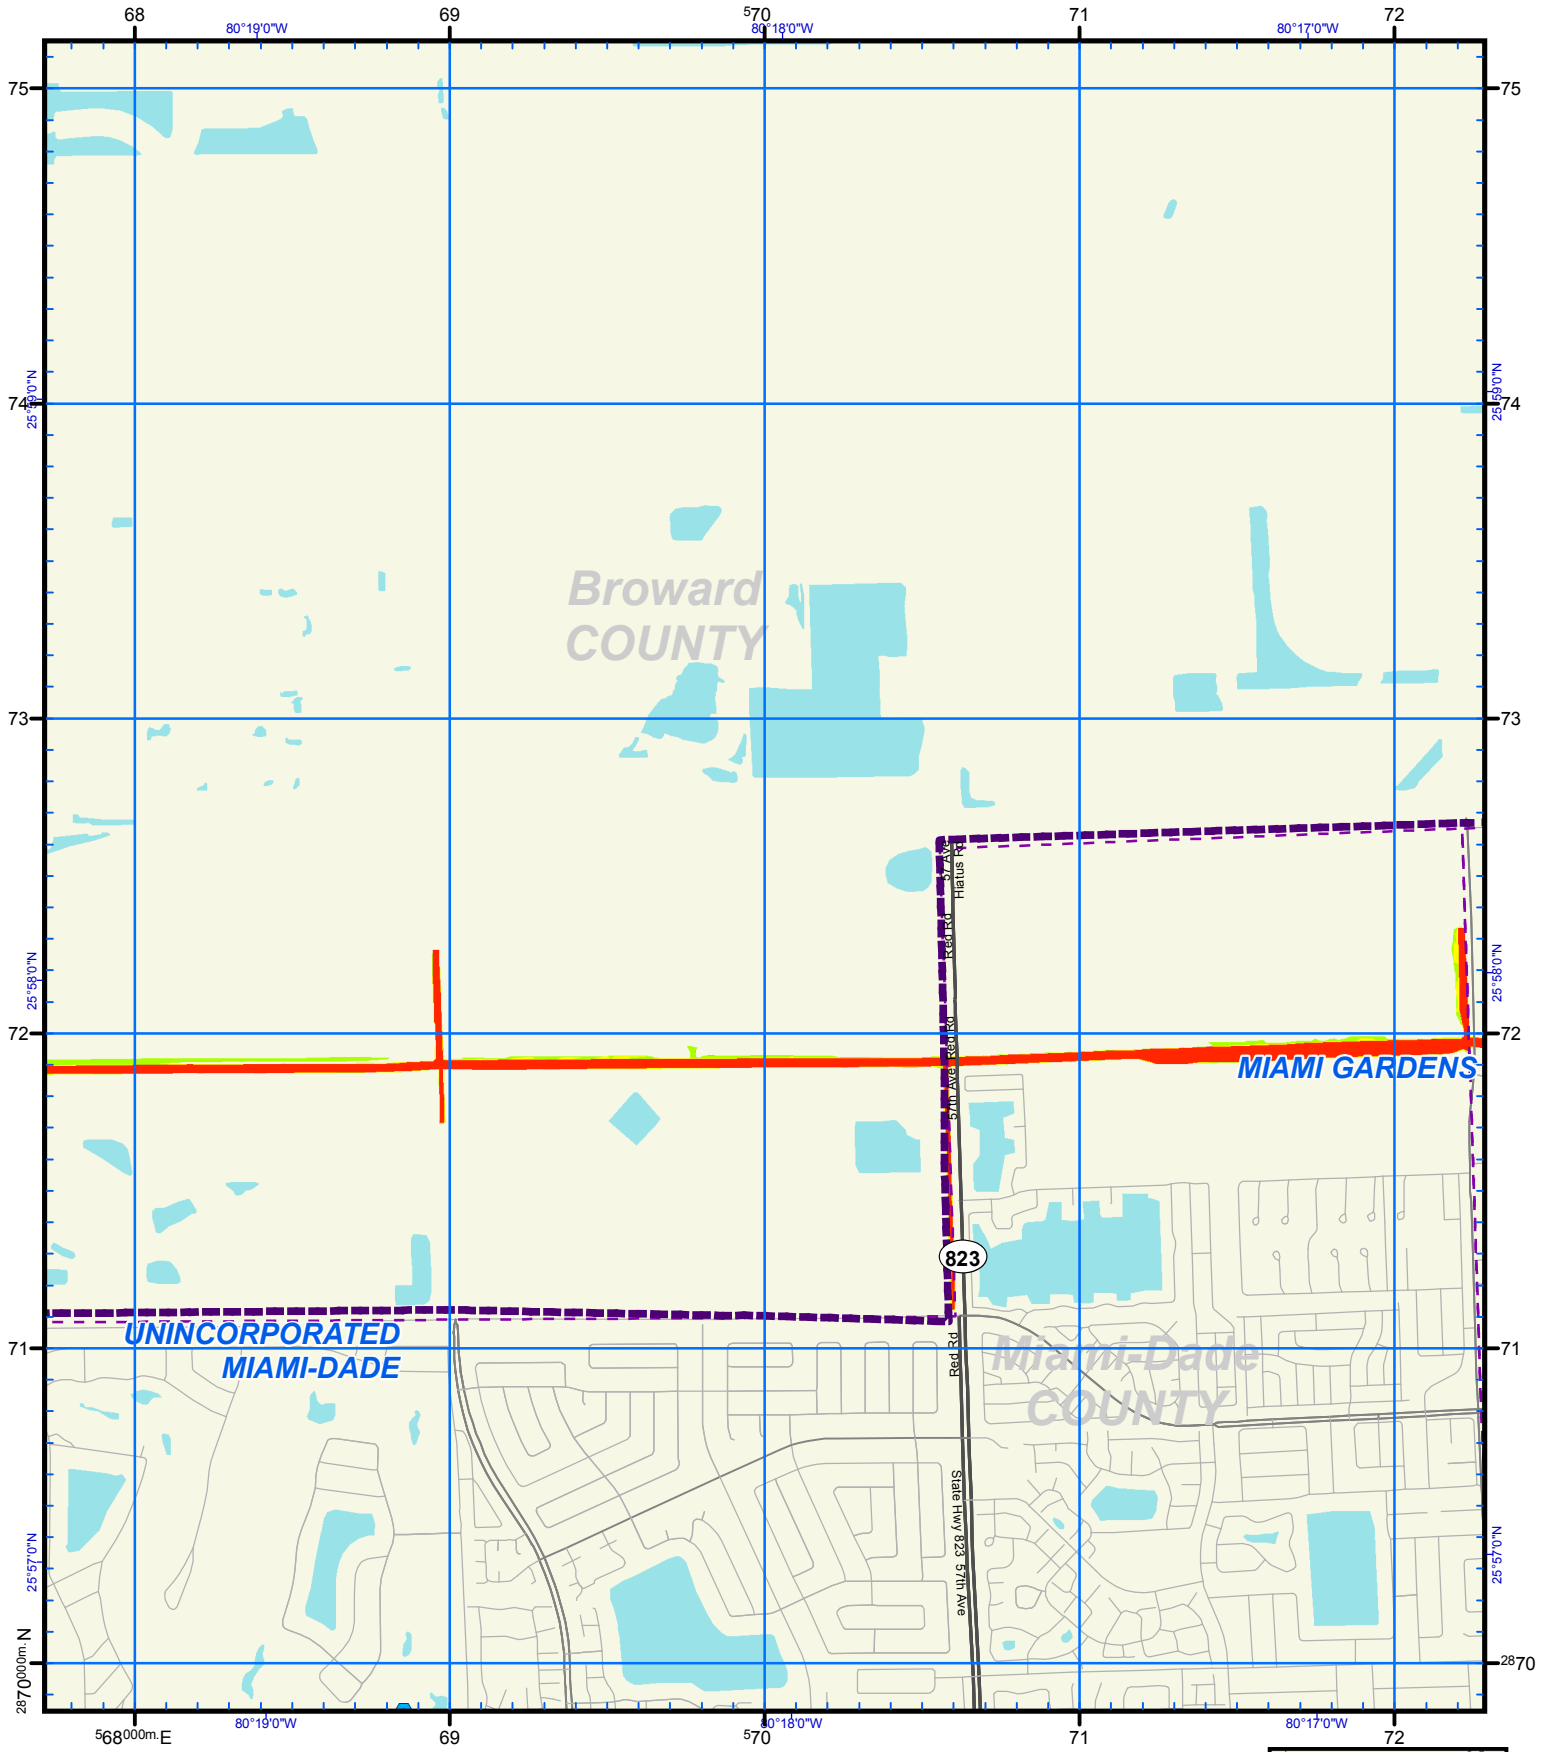 68 69 570 71 72
80°19'0"W 80°18'0"W 80°17'0"W
75 75
25°59'0"N 25°59'0"N
74 74
Broward
COUNTY
73 73
57 Ave
Hiatus Rd
Red Rd
25°58'0"N 25°58'0"N
72 72
Red Rd
57th Ave
MIAMI GARDENS
823
UNINCORPORATED
MIAMI-DADE
71 71
Red Rd
Miami-Dade
COUNTY
State Hwy 823 57th Ave
25°57'0"N 25°57'0"N
2870000m. N 2870
80°19'0"W 80°18'0"W 80°17'0"W
568000m. E 69 570 71 72